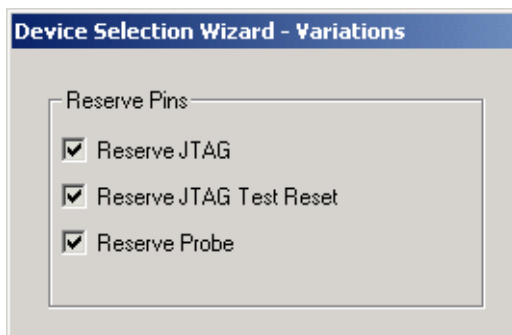 Device Selection Wizard - Variations
Reserve Pins
Reserve JTAG
Reserve JTAG Test Reset
Reserve Probe